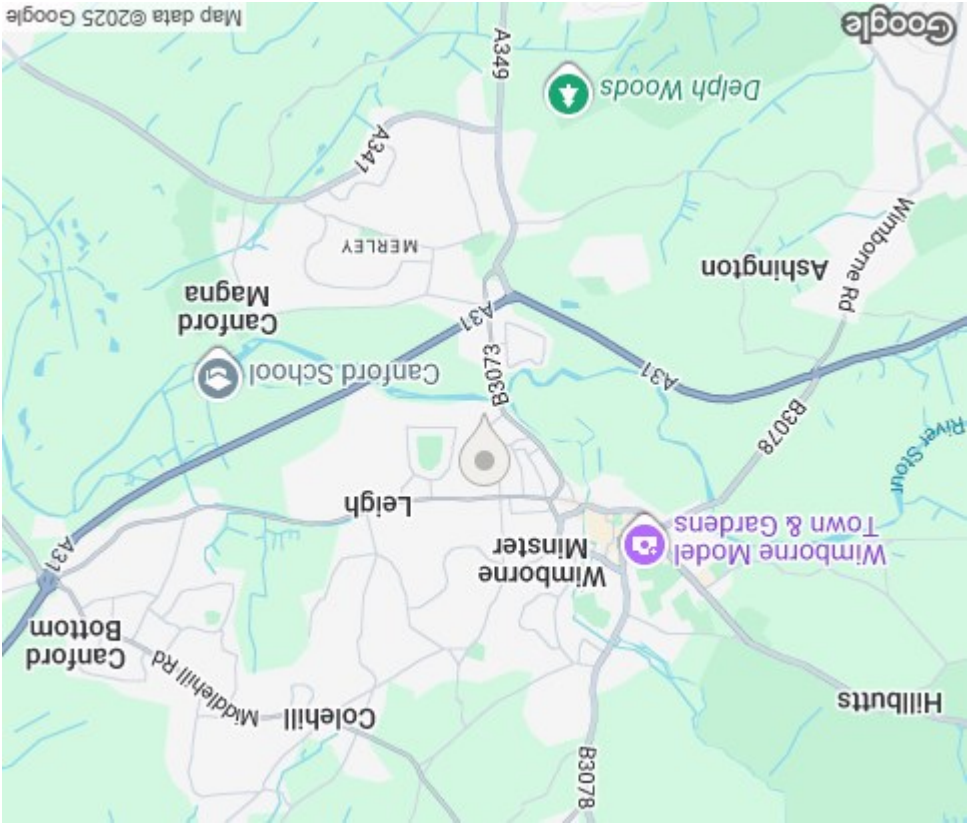 B3078
Hillbutts
Colehill
Middlehill Rd
Canford
Bottom
Wimborne
Minster
Wimborne Model
Town & Gardens
A31
Leigh
River Stour
B3078
B3073
A31
Canford School
A31
Canford
Magna
Wimborne Rd
Ashington
MERLEY
A341
Delph Woods
A349
Google
Map data ©2025 Google